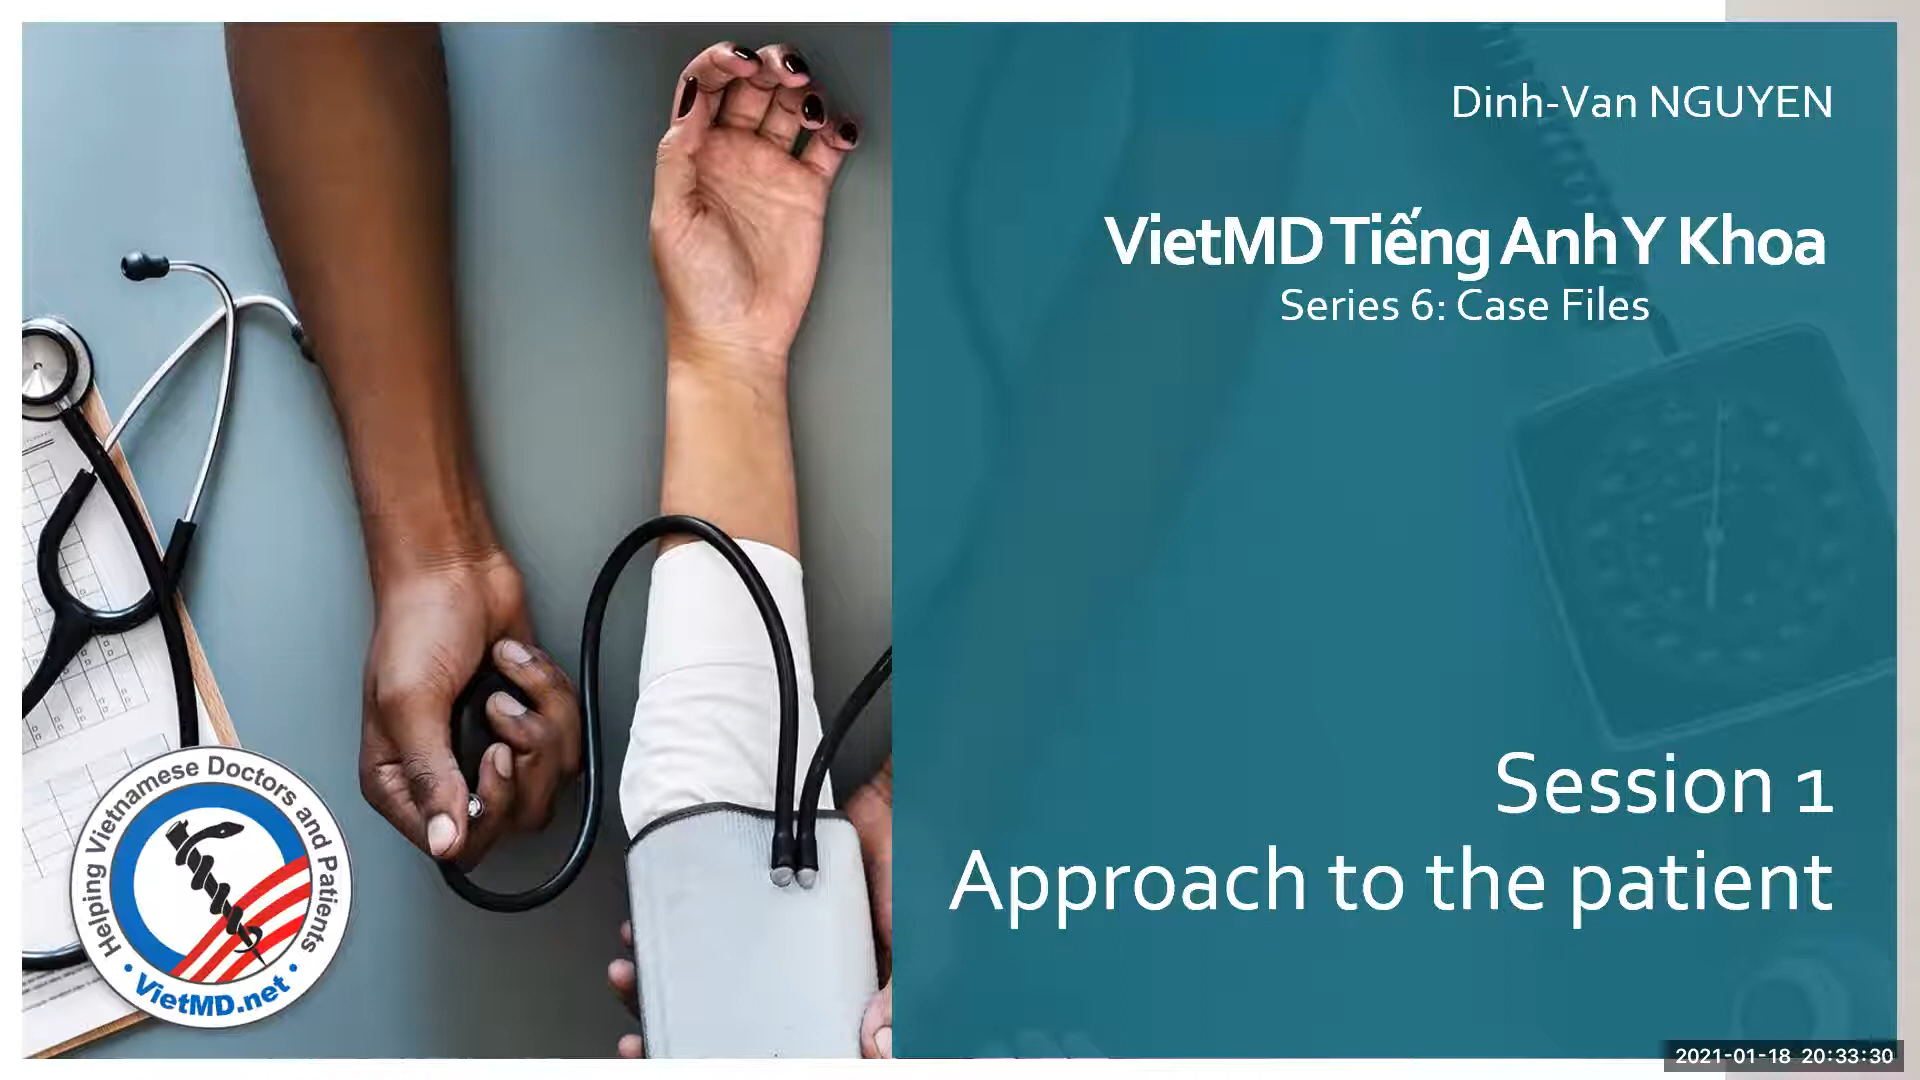 Dinh-Van NGUYEN
VietMD Tiếng Anh Y Khoa
Series 6: Case Files
Session 1
Approach to the patient
Helping Vietnamese Doctors and Patients
• VietMD.net •
2021-01-18 20:33:30